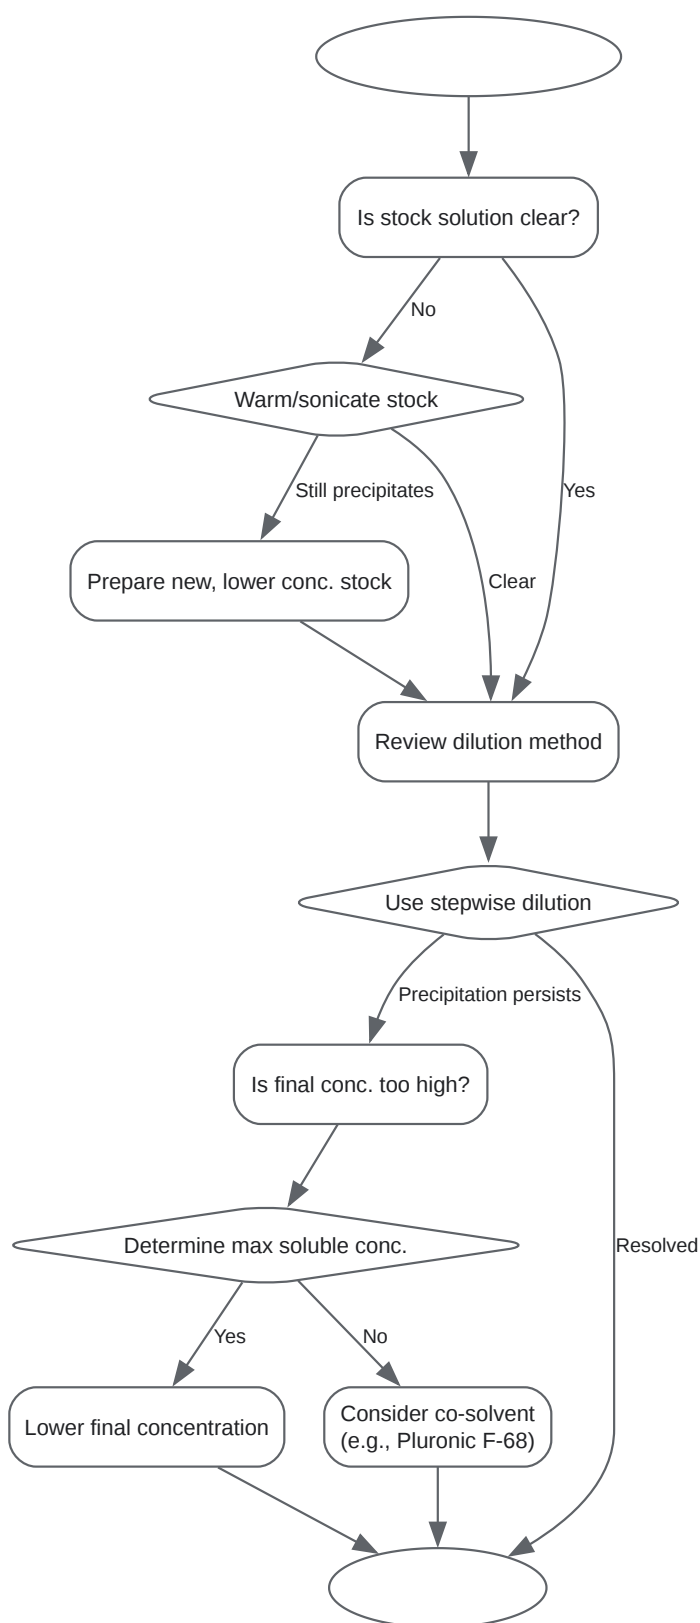 Is stock solution clear?
No
Warm/sonicate stock
Still precipitates
Yes
Prepare new, lower conc. stock
Clear
Review dilution method
Use stepwise dilution
Precipitation persists
Is final conc. too high?
Determine max soluble conc.
Resolved
Yes
No
Lower final concentration
Consider co-solvent
(e.g., Pluronic F-68)